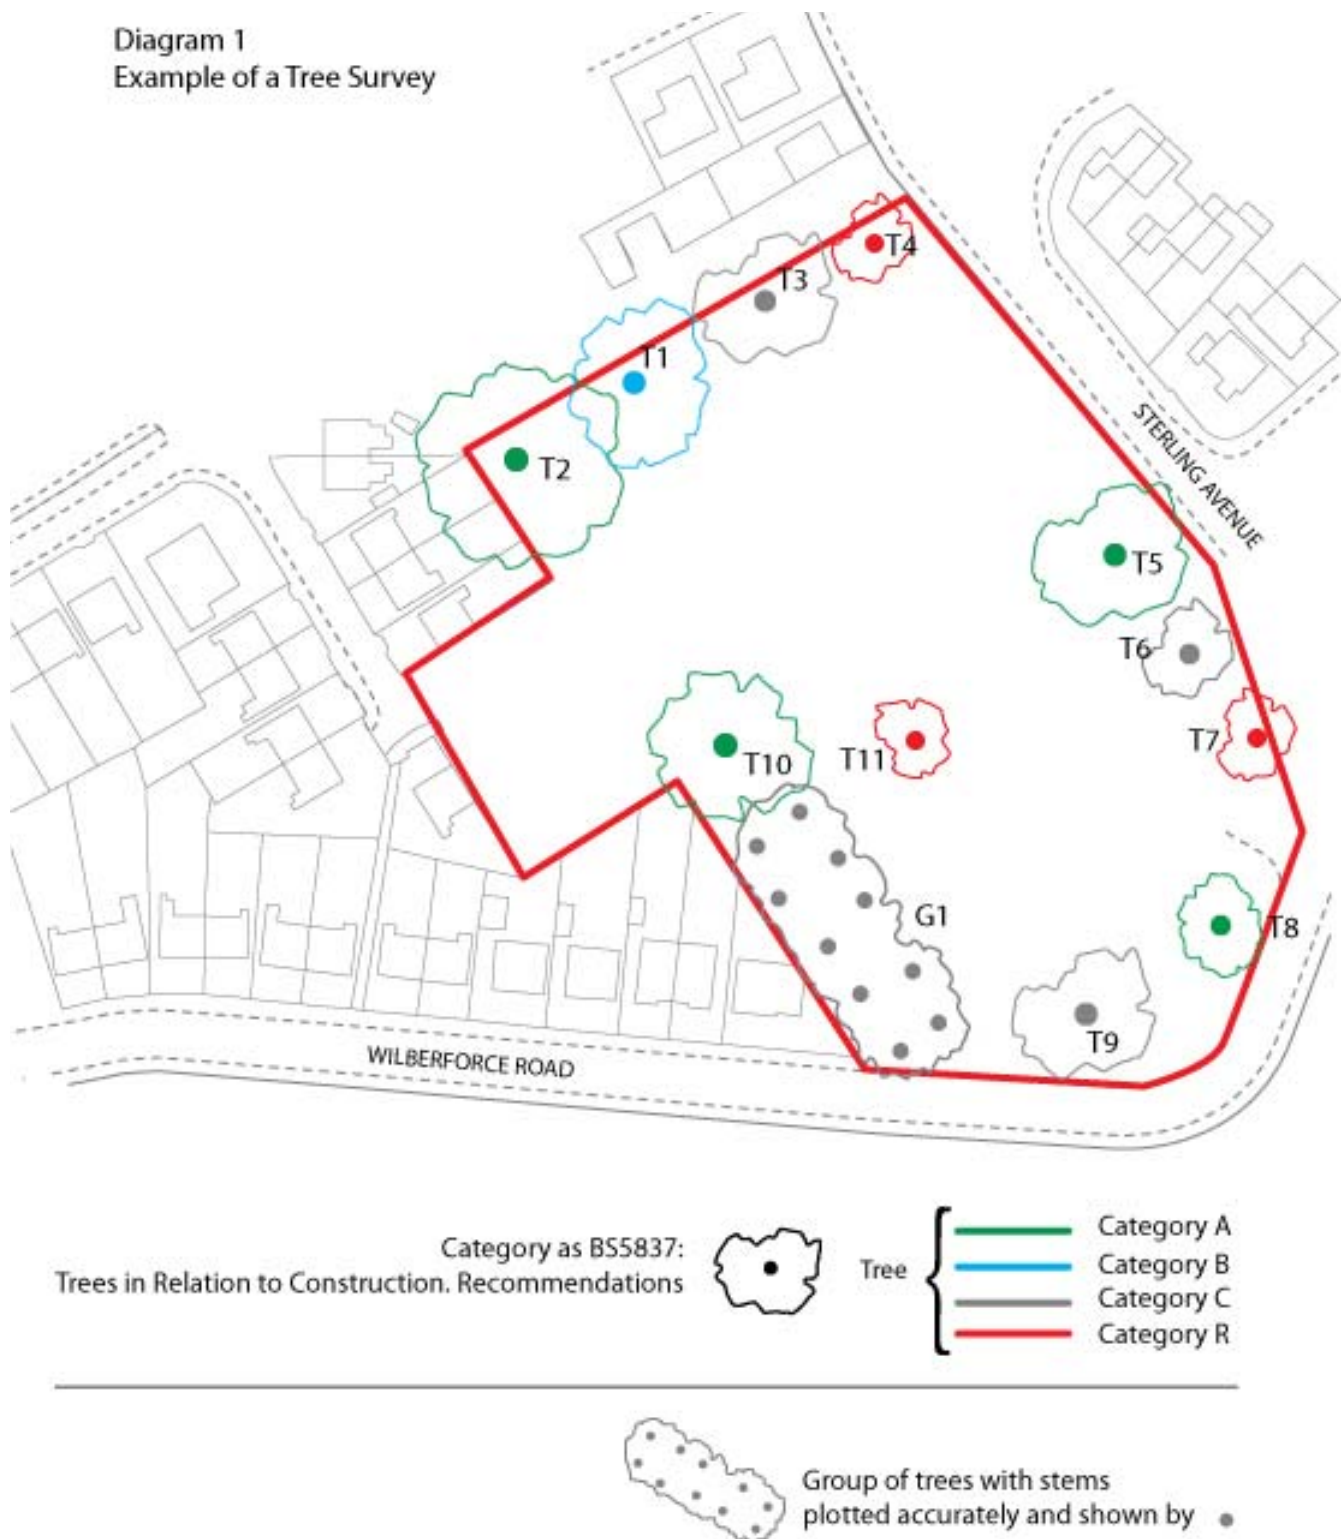 Diagram 1
Example of a Tree Survey
T4
T3
T1
T2
STERLING AVENUE
T5
T6
T7
T10
T11
G1
T8
T9
WILBERFORCE ROAD
Category as BS5837:
Trees in Relation to Construction. Recommendations
Tree
Category A
Category B
Category C
Category R
Group of trees with stems
plotted accurately and shown by